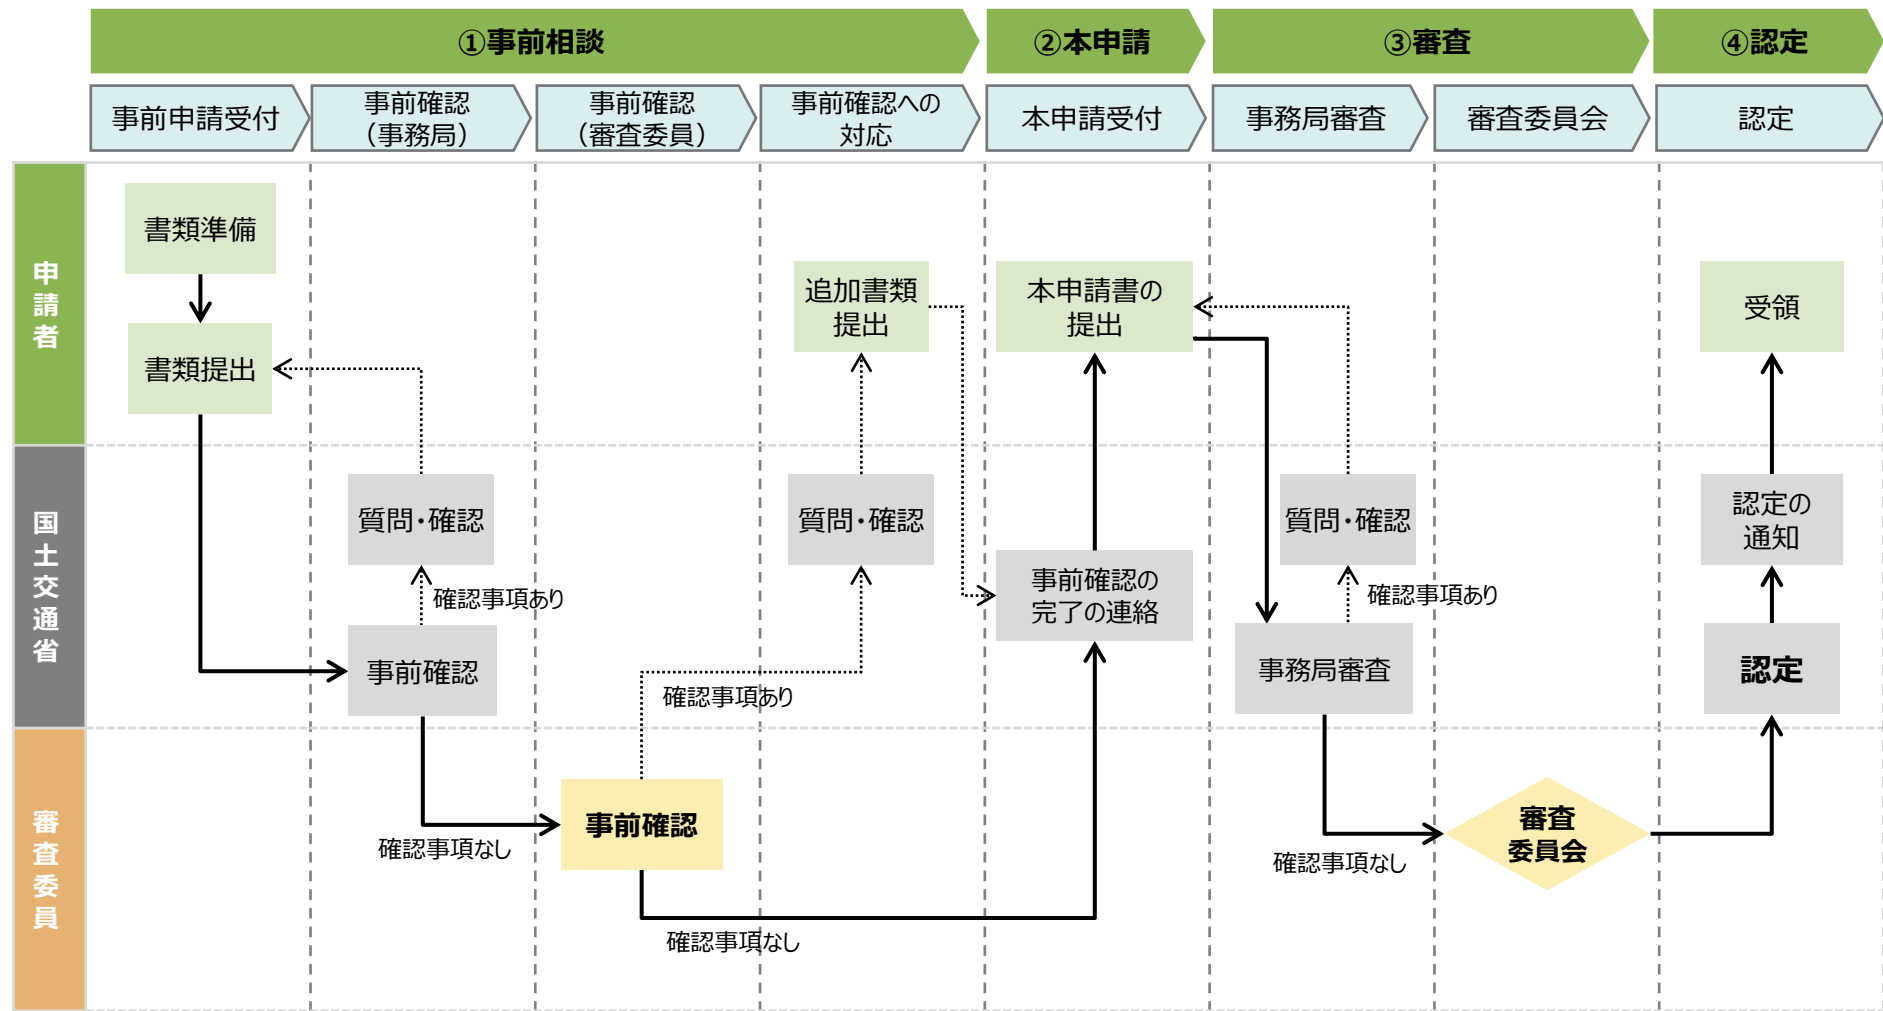 ①事前相談
②本申請
③審査
④認定
事前申請受付
事前確認
（事務局）
事前確認
（審査委員）
事前確認への
対応
本申請受付
事務局審査
審査委員会
認定
申請者
書類準備
書類提出
追加書類
提出
本申請書の
提出
受領
国土交通省
質問・確認
確認事項あり
事前確認
質問・確認
確認事項あり
事前確認の
完了の連絡
質問・確認
確認事項あり
事務局審査
認定の
通知
認定
審査委員
確認事項なし
事前確認
確認事項なし
確認事項なし
審査
委員会